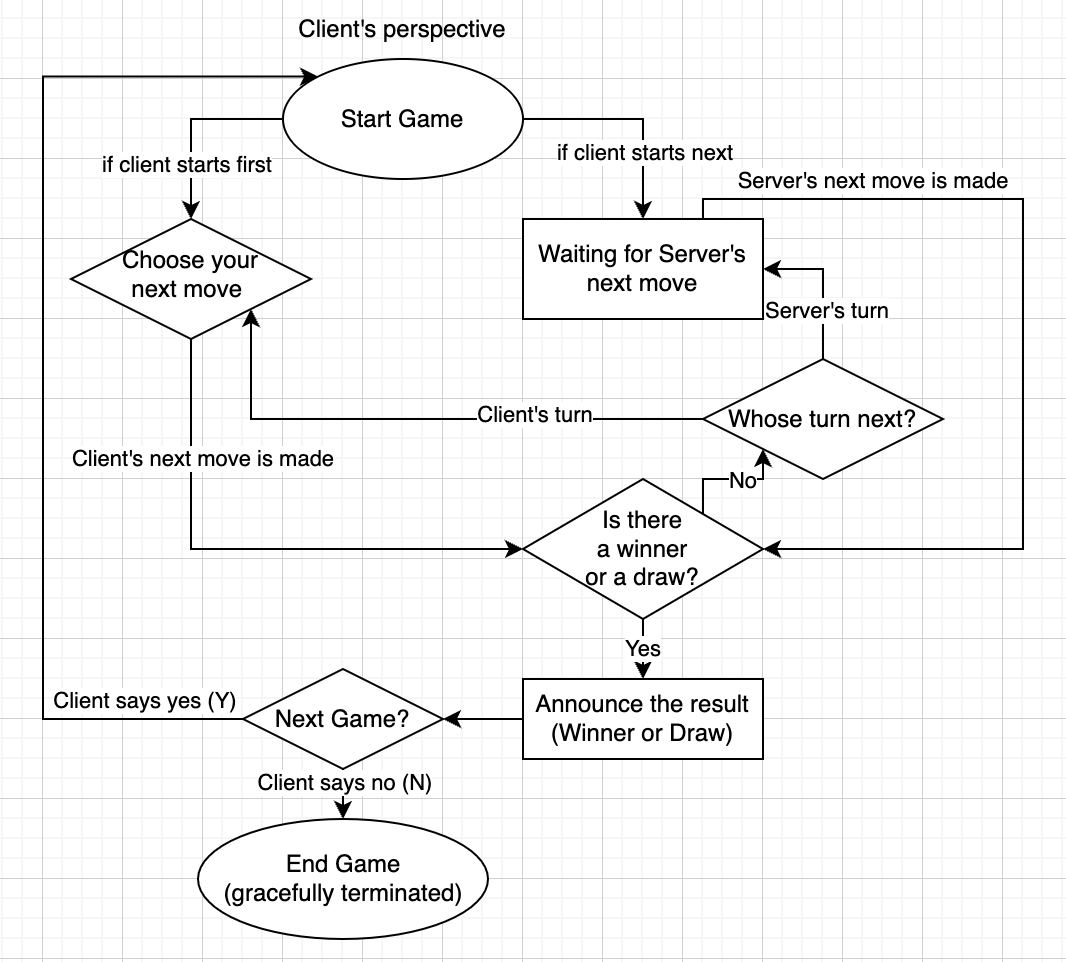 Client's perspective
Start Game
if client starts first
if client starts next
Server's next move is made
Choose your
next move
Waiting for Server's
next move
Server's turn
Client's turn
Whose turn next?
Client's next move is made
No
Is there
a winner
or a draw?
Yes
Client says yes (Y)
Next Game?
Announce the result
(Winner or Draw)
Client says no (N)
End Game
(gracefully terminated)